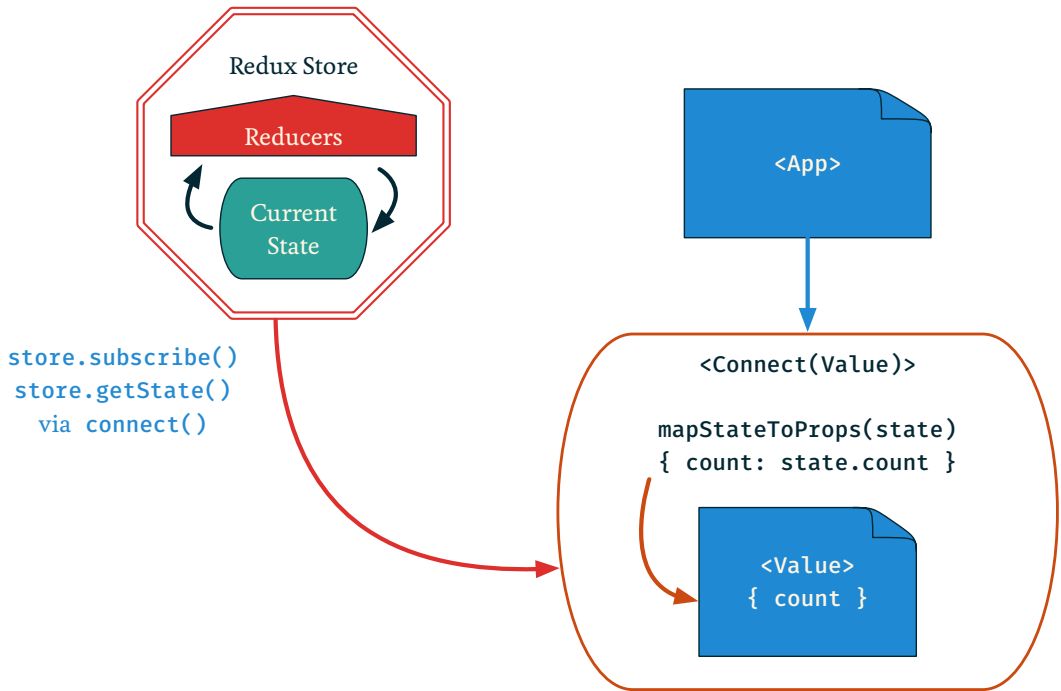 Redux Store
Reducers
Current
State
<App>
store.subscribe()
store.getState()
via connect()
<Connect(Value)>
mapStateToProps(state)
{ count: state.count }
<Value>
{ count }